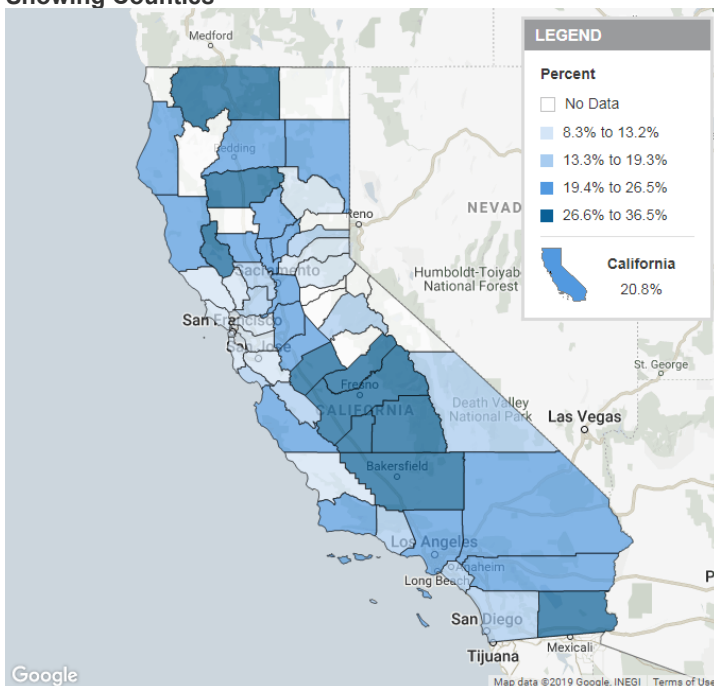 Showing Counties
Medford
LEGEND
Percent
No Data
8.3% to 13.2%
13.3% to 19.3%
19.4% to 26.5%
26.6% to 36.5%
California
20.8%
Redding
NEVAD
Reno
Sacramento
Humboldt-Toiyab
National Forest
San Francisco
San Jose
St. George
Fresno
Death Valley
National Park
CALIFORNIA
Las Vegas
Bakersfield
Los Angeles
Anaheim
Long Beach
P
San Diego
Mexicali
Tijuana
Google
Map data ©2019 Google, INEGI
Terms of Use